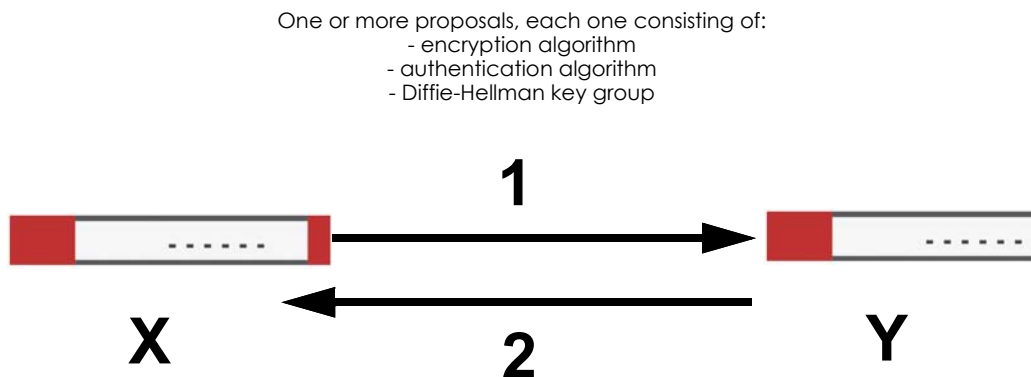 One or more proposals, each one consisting of:
- encryption algorithm
- authentication algorithm
- Diffie-Hellman key group
1
X
Y
2